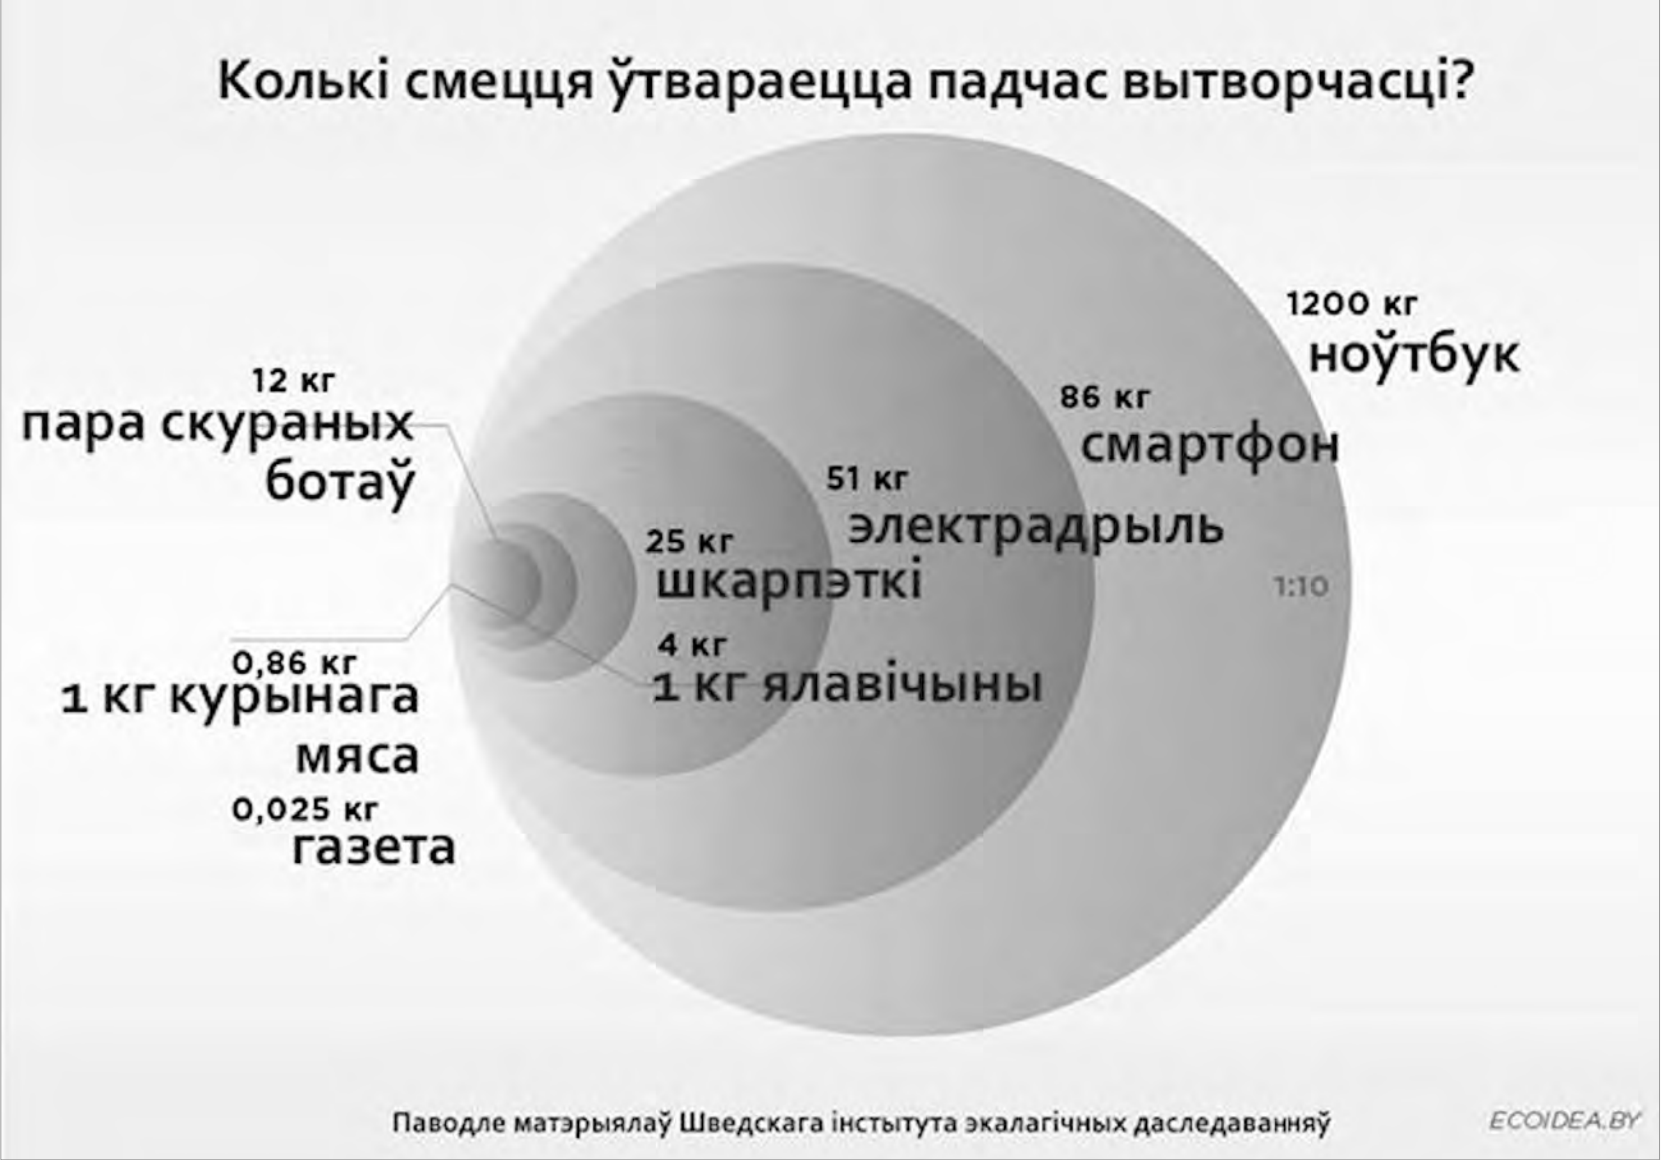 Колькі смецця ўтвараецца падчас вытворчасці?
1200 кг
ноўтбук
86 кг
смартфон
12 кг
пара скураных
ботаў
51 кг
электрадрыль
25 кг
шкарпэткі
1:10
4 кг
1 кг ялавічыны
0,86 кг
1 кг курынага
мяса
0,025 кг
газета
Паводле матэрыялаў Шведскага інстытута экалагічных даследаванняў
ECOIDEA.BY